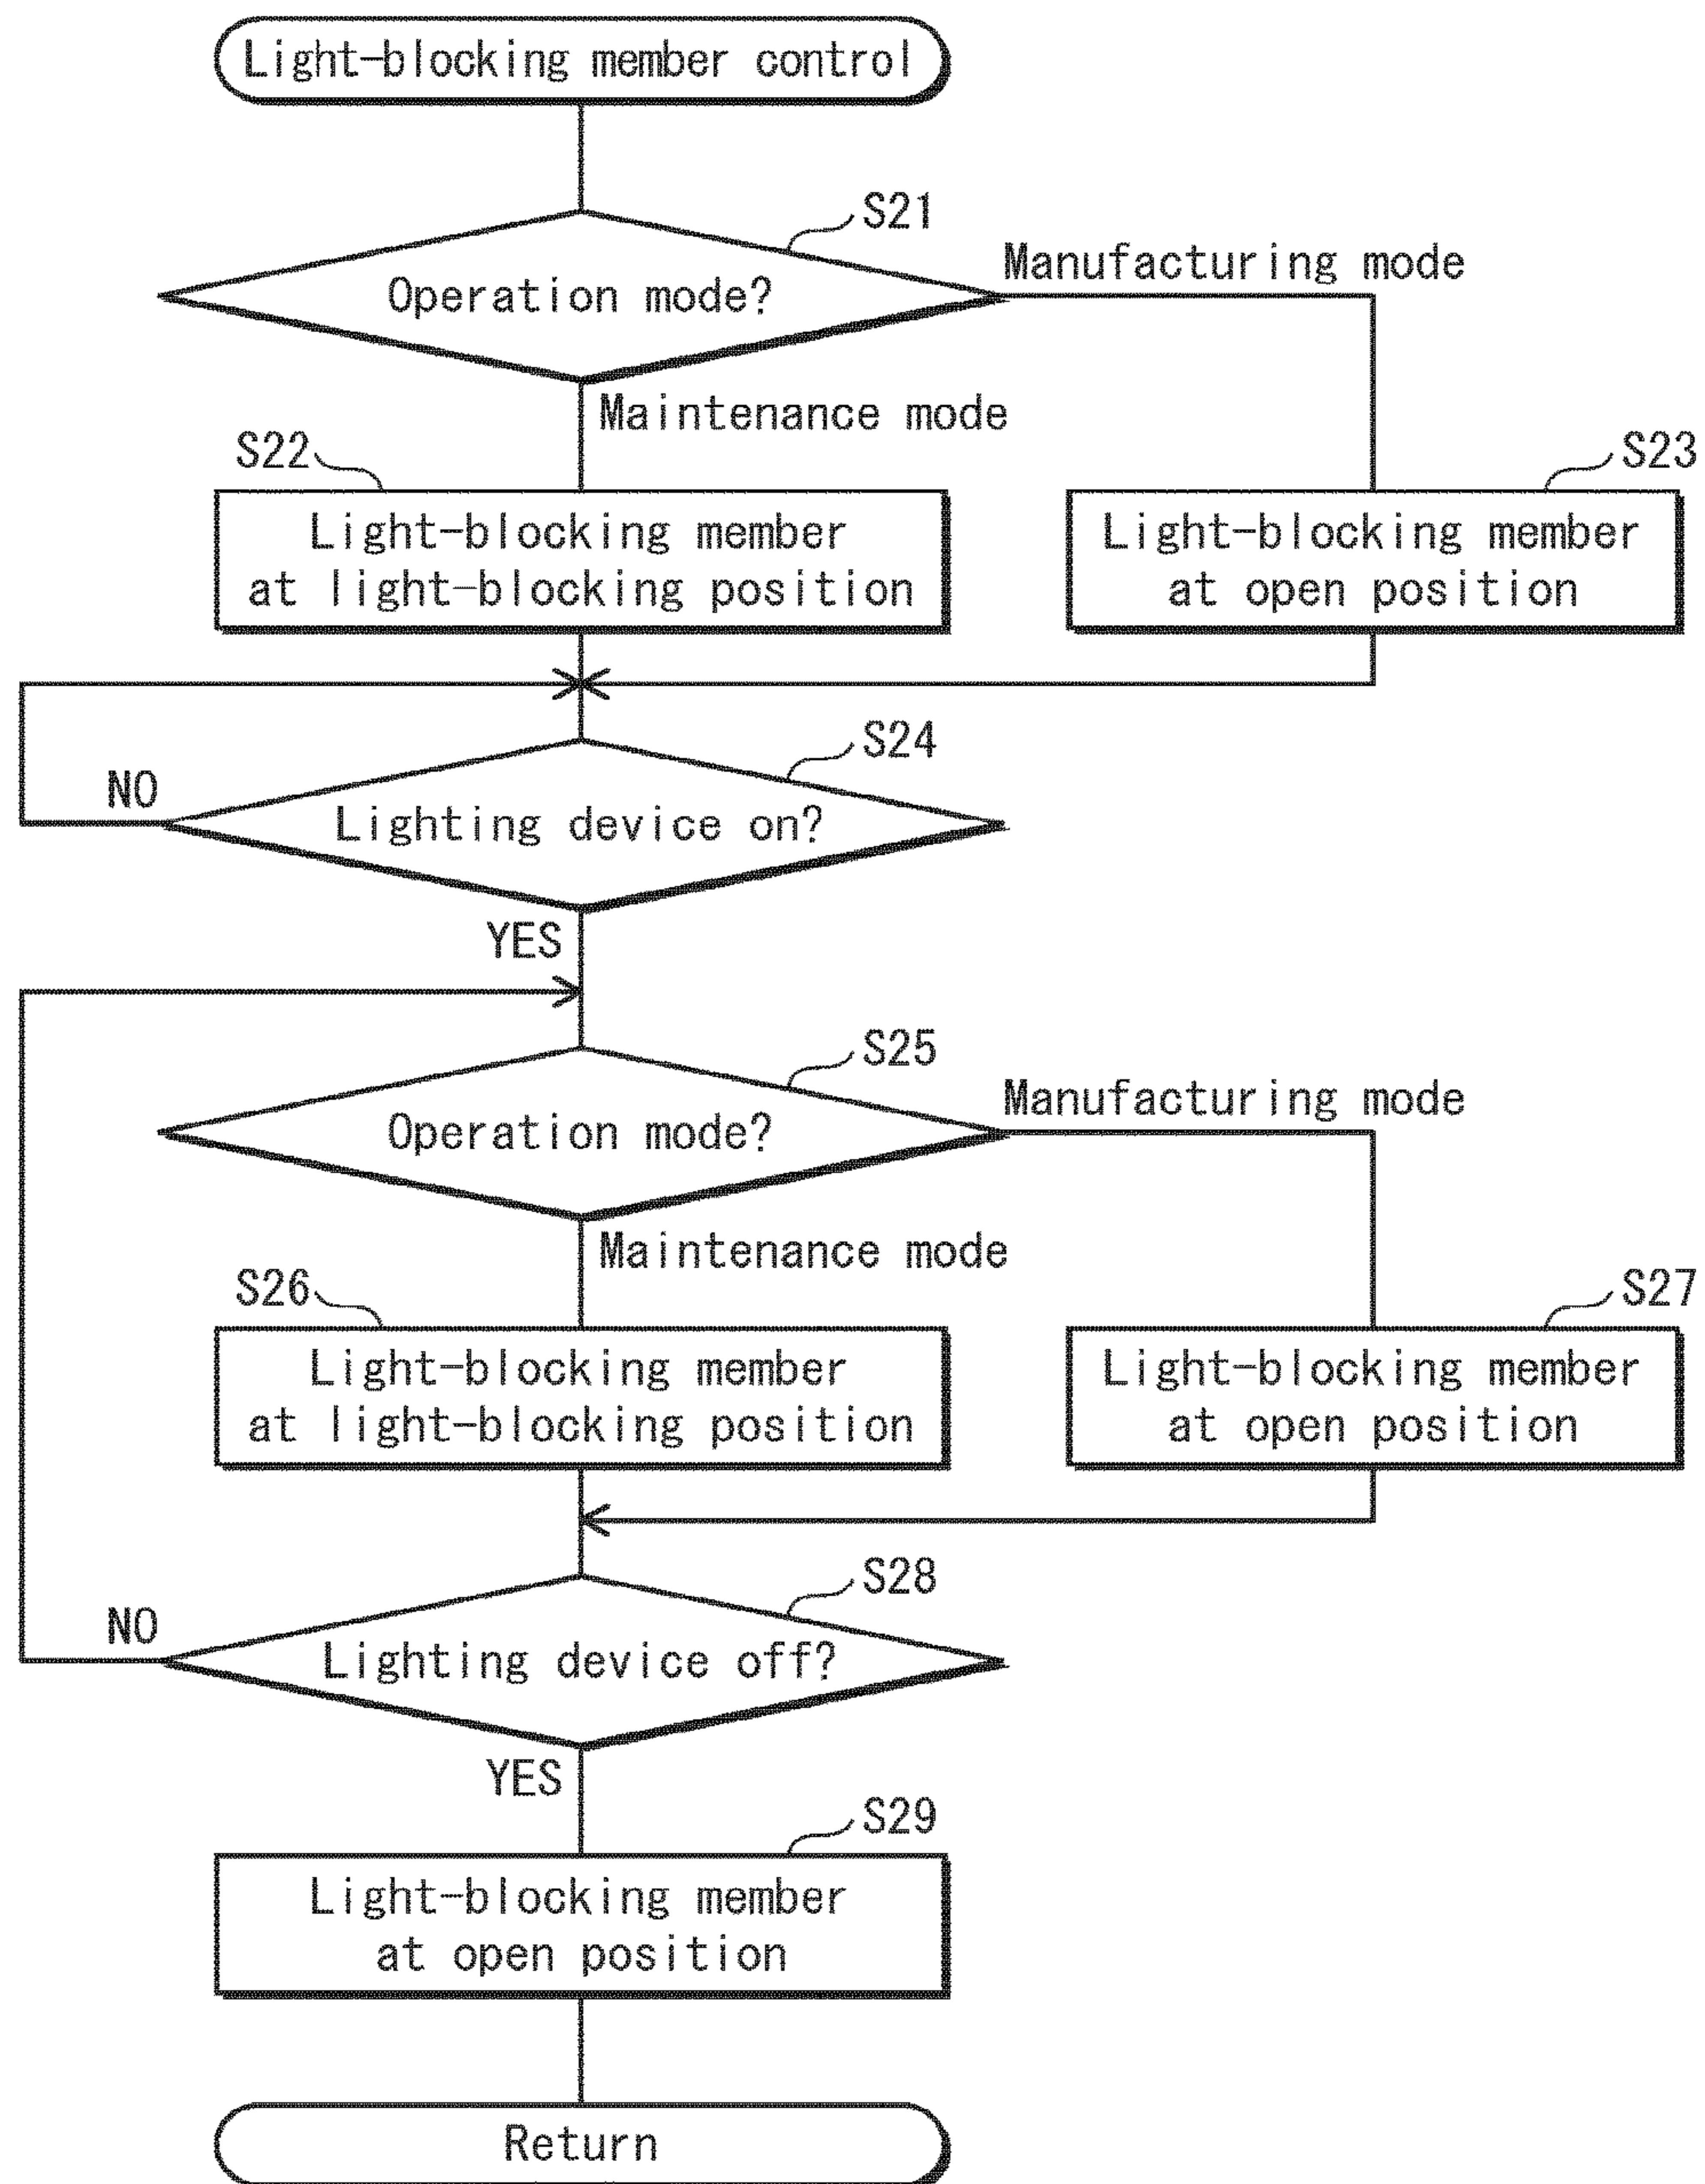 Light-blocking member control
S21
Operation mode?
Manufacturing mode
Maintenance mode
S22
S23
Light-blocking member
at light-blocking position
Light-blocking member
at open position
S24
NO
Lighting device on?
YES
S25
Operation mode?
Manufacturing mode
Maintenance mode
S26
S27
Light-blocking member
at light-blocking position
Light-blocking member
at open position
S28
NO
Lighting device off?
YES
S29
Light-blocking member
at open position
Return